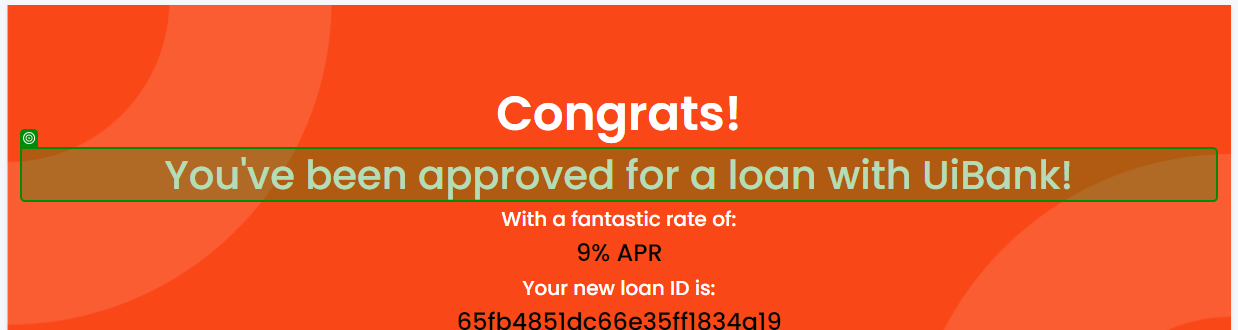 Congrats!
You've been approved for a loan with UiBank!
With a fantastic rate of:
9% APR
Your new loan ID is:
65fb4851dc66e35ff1834a19